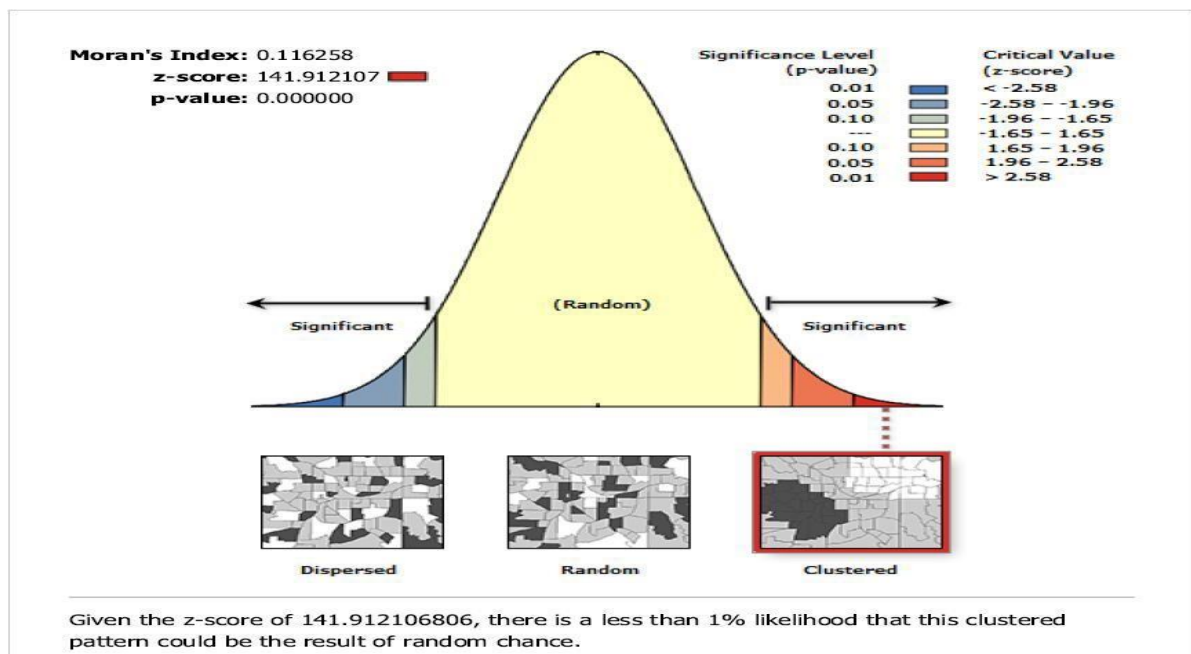 Moran's Index: 0.116258
z-score: 141.912107
p-value: 0.000000
Significance Level (p-value)
Critical Value (z-score)
0.01 < -2.58
0.05 -2.58 – -1.96
0.10 -1.96 – -1.65
--- -1.65 – 1.65
0.10 1.65 – 1.96
0.05 1.96 – 2.58
0.01 > 2.58
(Random)
Significant
Significant
Dispersed
Random
Clustered
Given the z-score of 141.912106806, there is a less than 1% likelihood that this clustered
pattern could be the result of random chance.